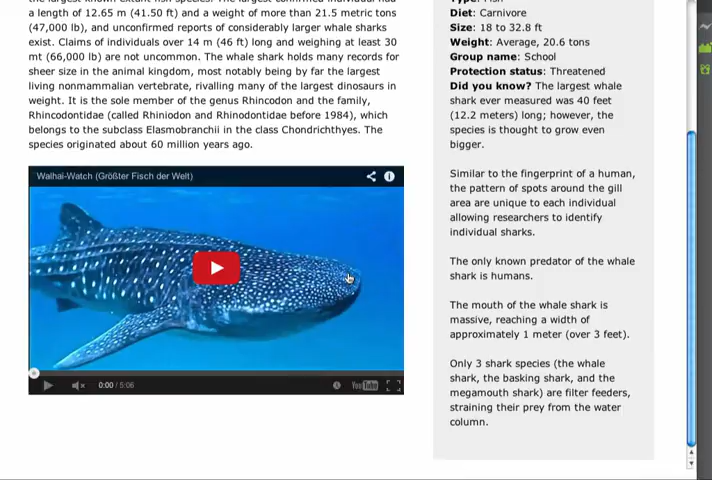 a length of 12.65 m (41.50 ft) and a weight of more than 21.5 metric tons
(47,000 lb), and unconfirmed reports of considerably larger whale sharks
exist. Claims of individuals over 14 m (46 ft) long and weighing at least 30
mt (66,000 lb) are not uncommon. The whale shark holds many records for
sheer size in the animal kingdom, most notably being by far the largest
living nonmammalian vertebrate, rivalling many of the largest dinosaurs in
weight. It is the sole member of the genus Rhincodon and the family,
Rhincodontidae (called Rhiniodon and Rhinodontidae before 1984), which
belongs to the subclass Elasmobranchii in the class Chondrichthyes. The
species originated about 60 million years ago.
Walhai-Watch (Größter Fisch der Welt)
0:00 / 5:06
YouTube
Type: Fish
Diet: Carnivore
Size: 18 to 32.8 ft
Weight: Average, 20.6 tons
Group name: School
Protection status: Threatened
Did you know? The largest whale
shark ever measured was 40 feet
(12.2 meters) long; however, the
species is thought to grow even
bigger.
Similar to the fingerprint of a human,
the pattern of spots around the gill
area are unique to each individual
allowing researchers to identify
individual sharks.
The only known predator of the whale
shark is humans.
The mouth of the whale shark is
massive, reaching a width of
approximately 1 meter (over 3 feet).
Only 3 shark species (the whale
shark, the basking shark, and the
megamouth shark) are filter feeders,
straining their prey from the water
column.